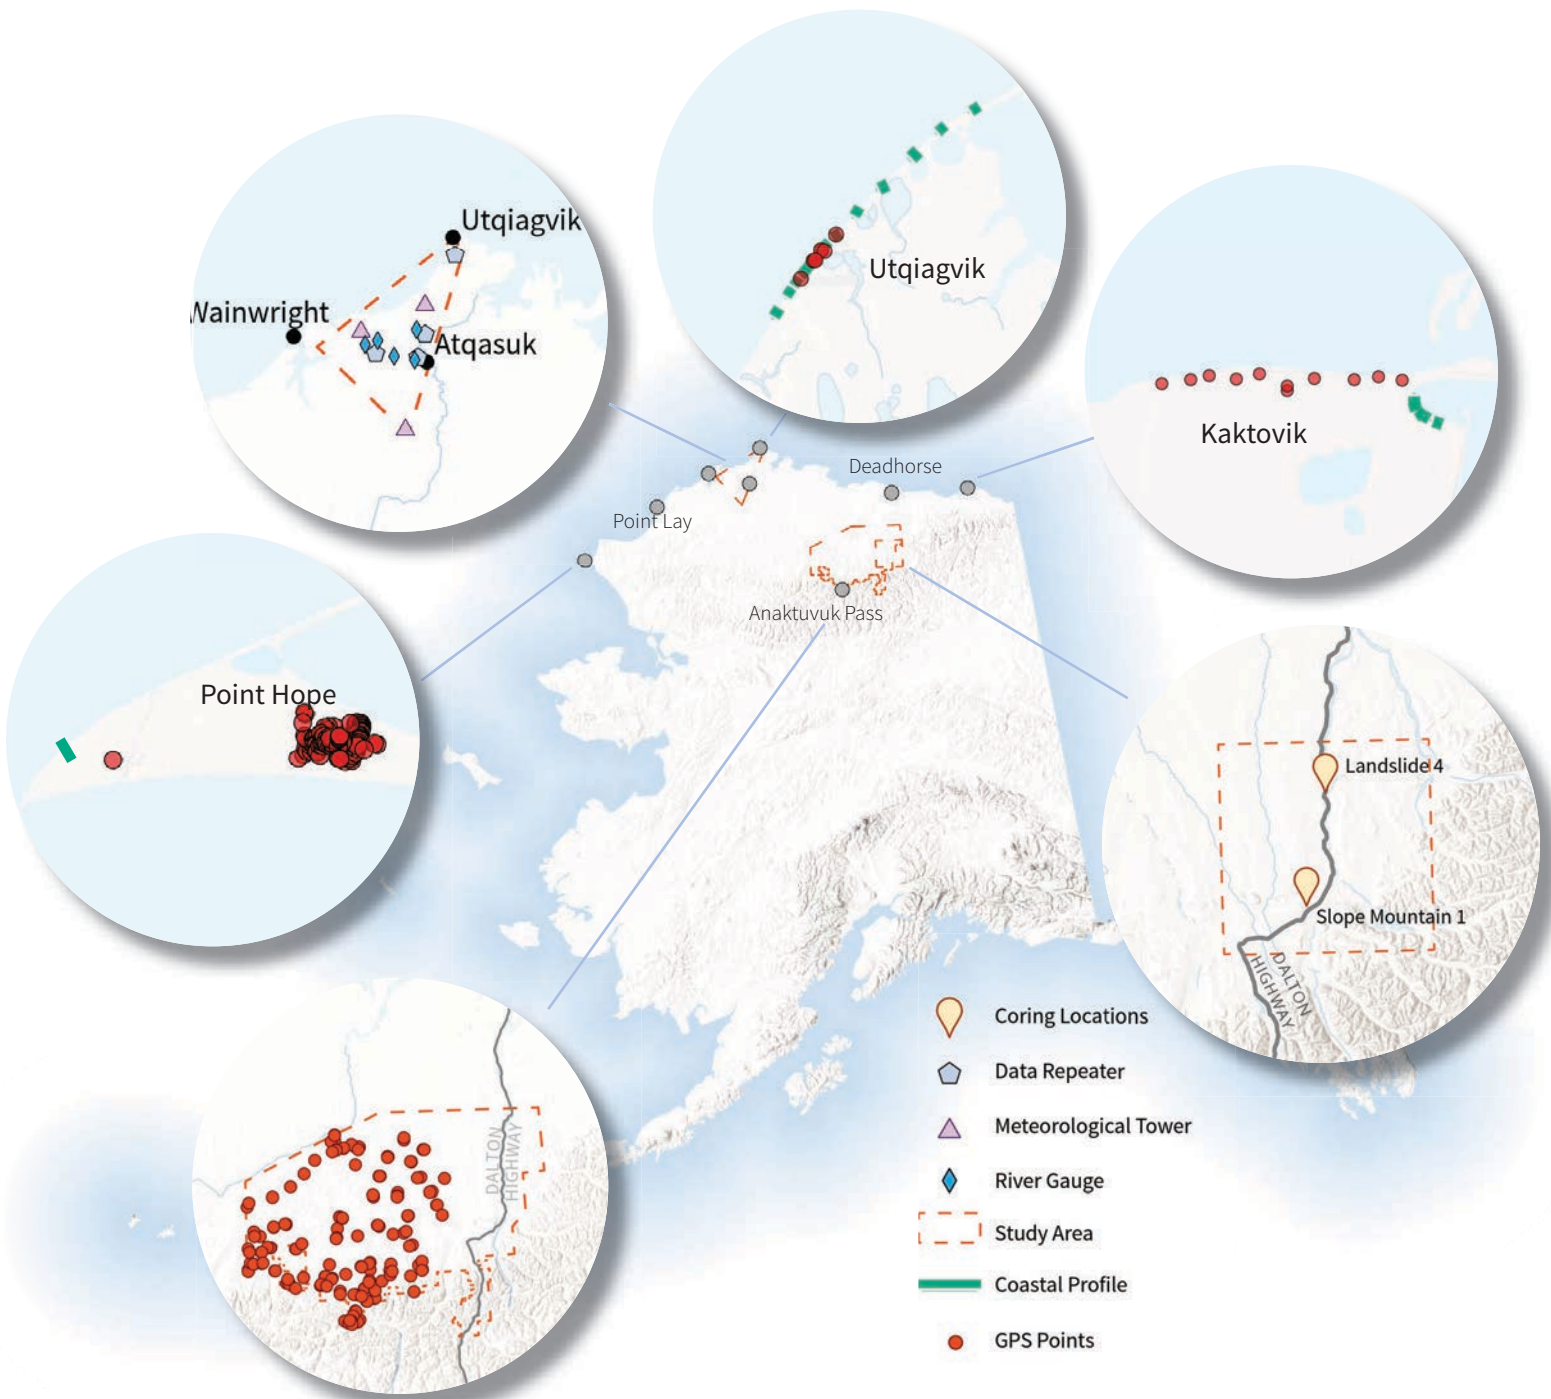 Utqiagvik
Wainwright
Atqasuk
Utqiagvik
Kaktovik
Deadhorse
Point Lay
Anaktuvuk Pass
Point Hope
Landslide 4
Slope Mountain 1
DALTON
HIGHWAY
DALTON
HIGHWAY
Coring Locations
Data Repeater
Meteorological Tower
River Gauge
Study Area
Coastal Profile
GPS Points